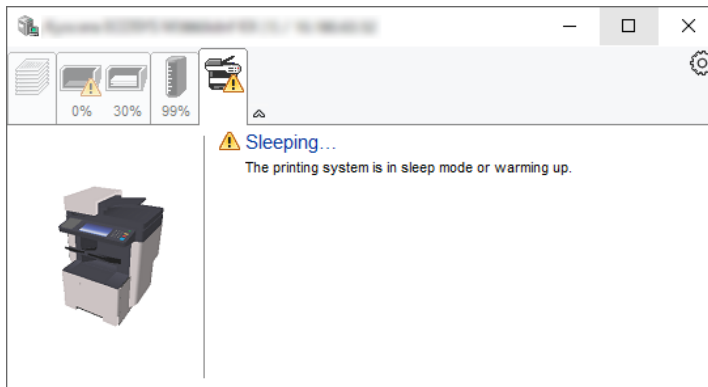 0%
30%
99%
Sleeping...
The printing system is in sleep mode or warming up.